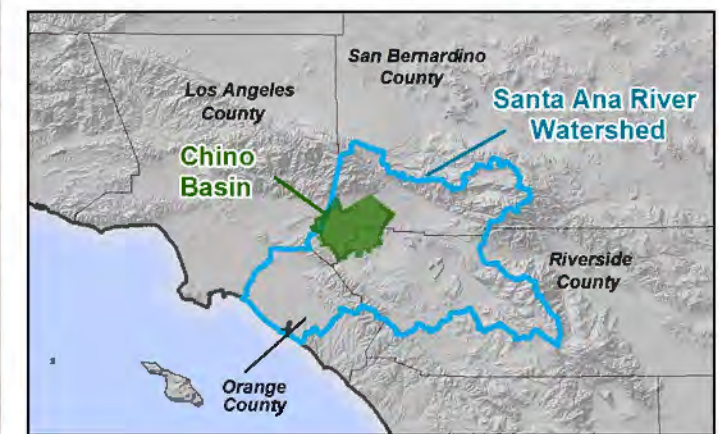 San Bernardino
County
Los Angeles
County
Santa Ana River
Watershed
Chino
Basin
Riverside
County
Orange
County